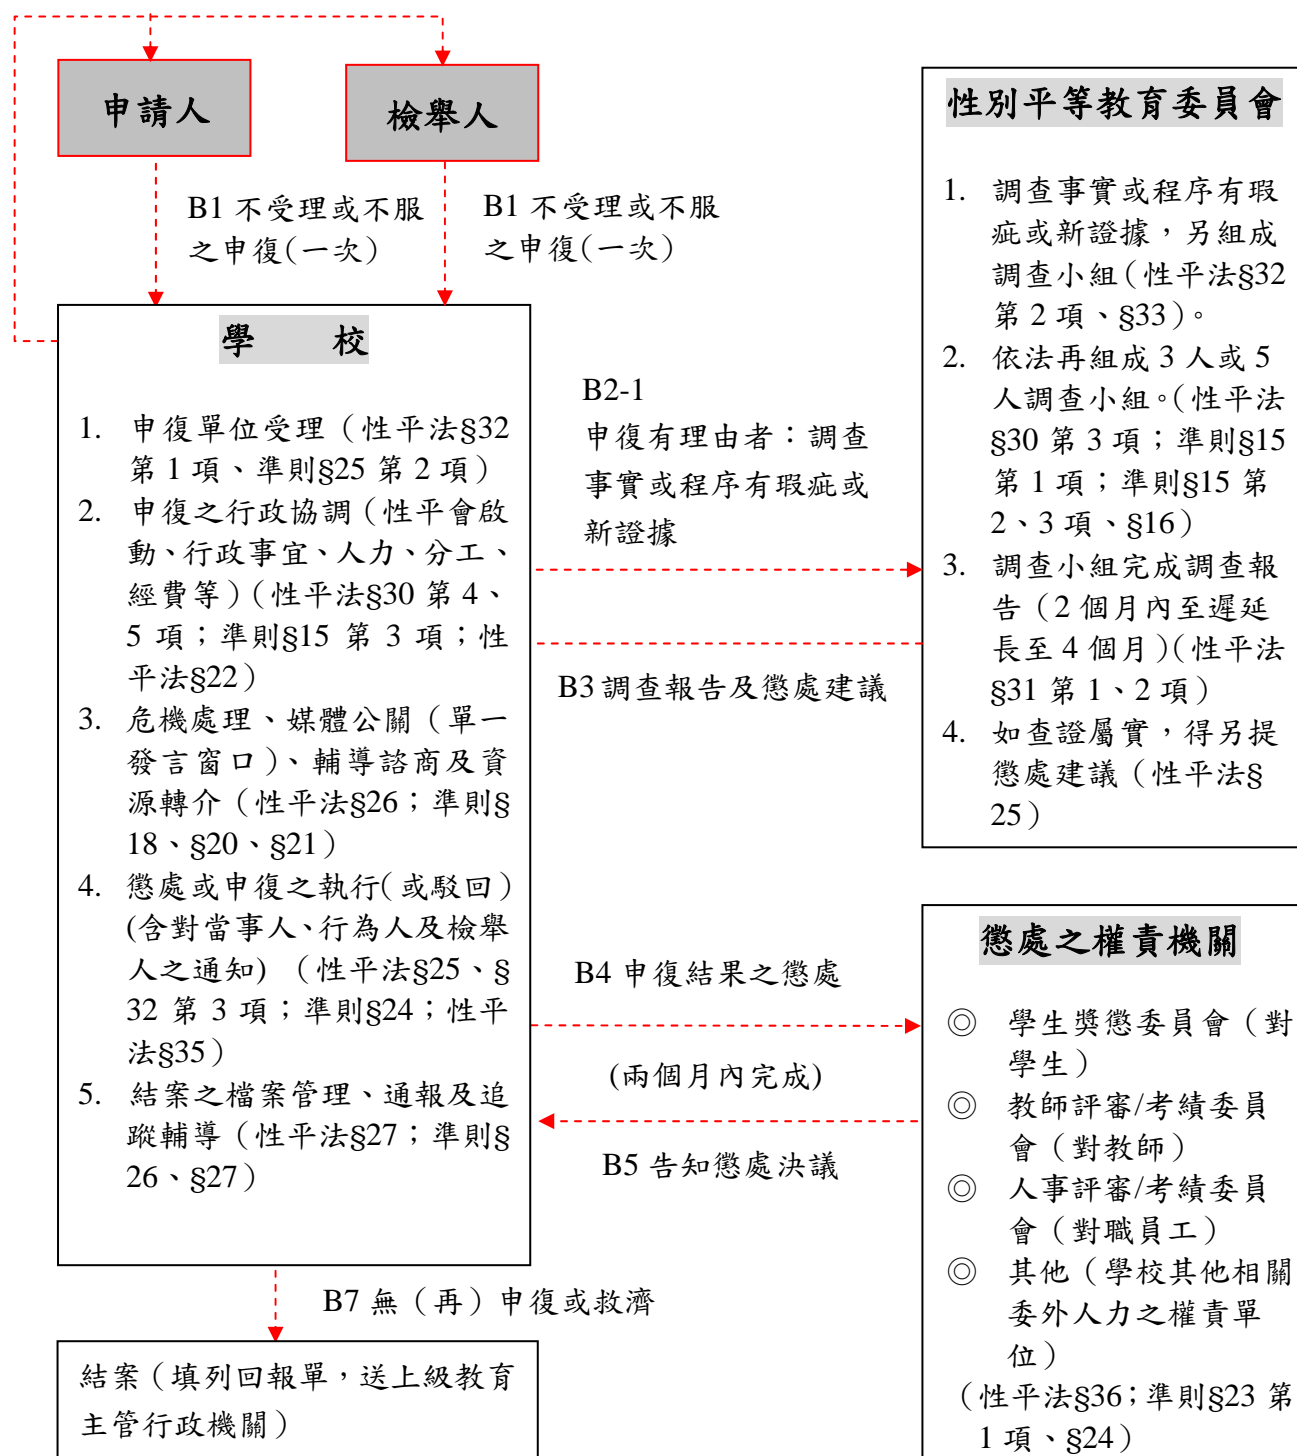 申請人
檢舉人
B1 不受理或不服
之申復(一次)
B1 不受理或不服
之申復(一次)
學 校
1. 申復單位受理（性平法§32
第 1 項、準則§25 第 2 項）
2. 申復之行政協調（性平會啟
動、行政事宜、人力、分工、
經費等）（性平法§30 第 4、
5 項；準則§15 第 3 項；性
平法§22）
3. 危機處理、媒體公關（單一
發言窗口）、輔導諮商及資
源轉介（性平法§26；準則§
18、§20、§21）
4. 懲處或申復之執行(或駁回)
(含對當事人、行為人及檢舉
人之通知) （性平法§25、§
32 第 3 項；準則§24；性平
法§35）
5. 結案之檔案管理、通報及追
蹤輔導（性平法§27；準則§
26、§27）
B2-1
申復有理由者：調查
事實或程序有瑕疵或
新證據
B3 調查報告及懲處建議
性別平等教育委員會
1. 調查事實或程序有瑕
疵或新證據，另組成
調查小組（性平法§32
第 2 項、§33）。
2. 依法再組成 3 人或 5
人調查小組。（性平法
§30 第 3 項；準則§15
第 1 項；準則§15 第
2、3 項、§16）
3. 調查小組完成調查報
告（2 個月內至遲延
長至 4 個月）（性平法
§31 第 1、2 項）
4. 如查證屬實，得另提
懲處建議（性平法§
25）
B4 申復結果之懲處
(兩個月內完成)
B5 告知懲處決議
懲處之權責機關
◎ 學生獎懲委員會（對
學生）
◎ 教師評審/考績委員
會（對教師）
◎ 人事評審/考績委員
會（對職員工）
◎ 其他（學校其他相關
委外人力之權責單
位）
（性平法§36；準則§23 第
1 項、§24）
B7 無（再）申復或救濟
結案（填列回報單，送上級教育
主管行政機關）